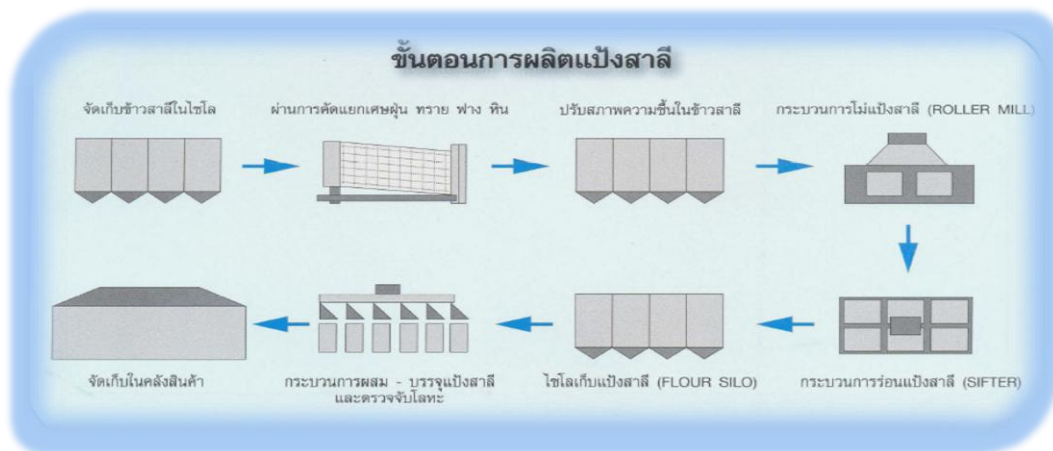 ขั้นตอนการผลิตแป้งสาลี
จัดเก็บข้าวสาลีในไซโล
ผ่านการคัดแยกเศษฝุ่น ทราย ฟาง หิน
ปรับสภาพความชื้นในข้าวสาลี
กระบวนการโม่แป้งสาลี (ROLLER MILL)
กระบวนการร่อนแป้งสาลี (SIFTER)
ไซโลเก็บแป้งสาลี (FLOUR SILO)
กระบวนการผสม - บรรจุแป้งสาลี
และตรวจจับโลหะ
จัดเก็บในคลังสินค้า